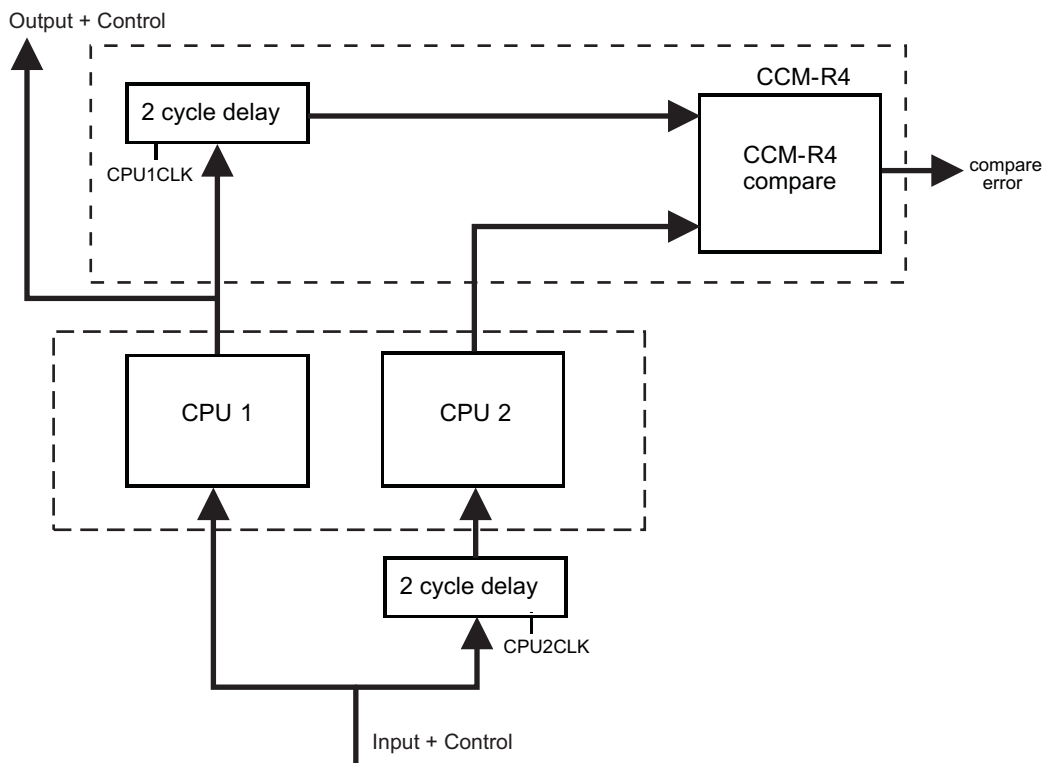 Output + Control
CCM-R4
2 cycle delay
CPU1CLK
CCM-R4
compare
compare
error
CPU 1
CPU 2
2 cycle delay
CPU2CLK
Input + Control